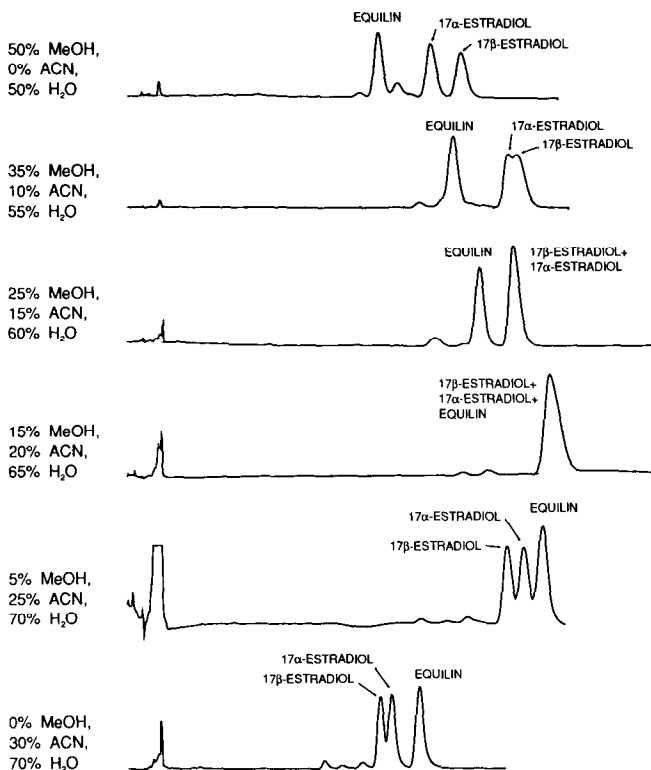 50% MeOH,
0% ACN,
50% H₂O
EQUILIN
17α-ESTRADIOL
17β-ESTRADIOL
35% MeOH,
10% ACN,
55% H₂O
EQUILIN
17α-ESTRADIOL
17β-ESTRADIOL
25% MeOH,
15% ACN,
60% H₂O
EQUILIN
17β-ESTRADIOL+
17α-ESTRADIOL
15% MeOH,
20% ACN,
65% H₂O
17β-ESTRADIOL+
17α-ESTRADIOL+
EQUILIN
5% MeOH,
25% ACN,
70% H₂O
EQUILIN
17α-ESTRADIOL
17β-ESTRADIOL
0% MeOH,
30% ACN,
70% H₂O
17α-ESTRADIOL
17β-ESTRADIOL
EQUILIN